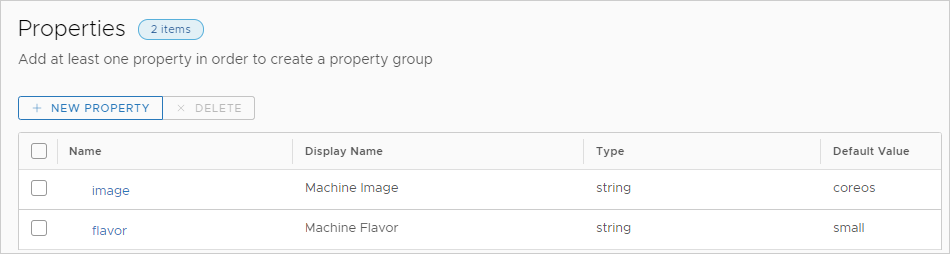 Properties 2 items
Add at least one property in order to create a property group
+ NEW PROPERTY × DELETE
Name Display Name Type Default Value
image Machine Image string coreos
flavor Machine Flavor string small